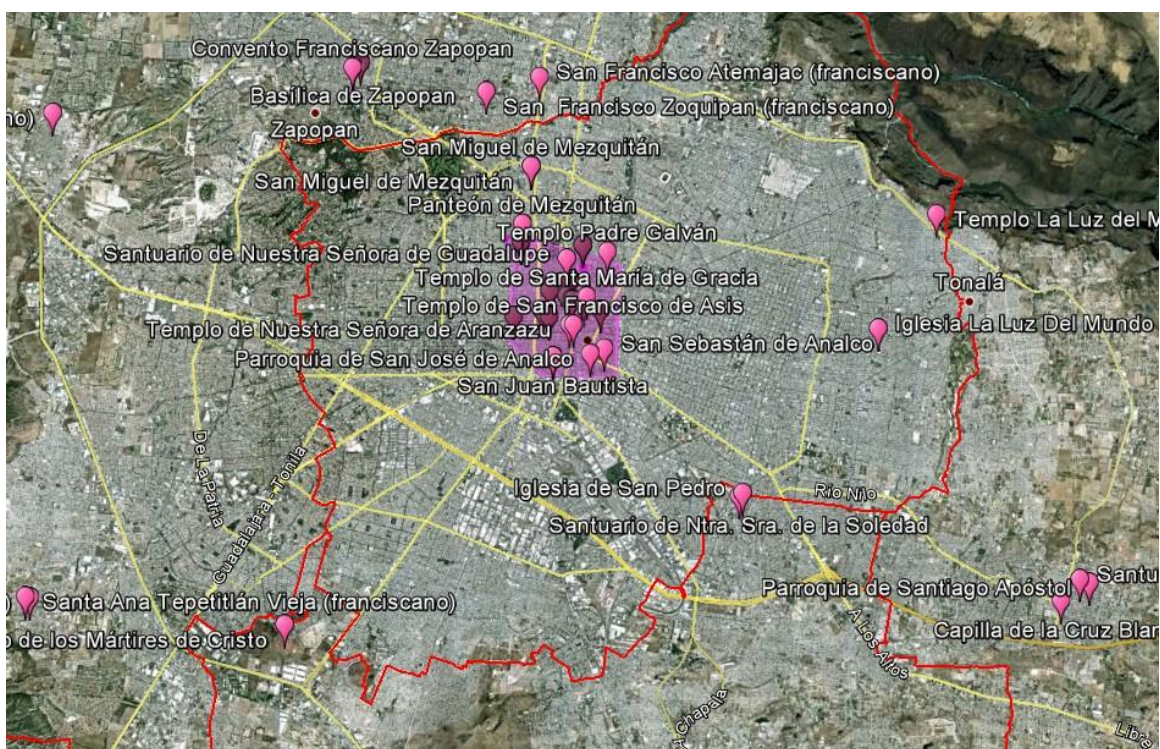 Convento Franciscano Zapopan
San Francisco Atemajac (franciscano)
Basílica de Zapopan
San Francisco Zoquipan (franciscano)
no)
Zapopan
San Miguel de Mezquitán
San Miguel de Mezquitán
Panteón de Mezquitán
Templo La Luz del M
Templo Padre Galván
Santuario de Nuestra Señora de Guadalupe
Templo de Santa María de Gracia
Tonalá
Templo de San Francisco de Asis
Iglesia La Luz Del Mundo
Templo de Nuestra Señora de Aranzazu
San Sebastán de Analco
Parroquia de San José de Analco
San Juan Bautista
De La Patria
Guadalajara - Tonila
Iglesia de San Pedro
Río Nilo
Santuario de Ntra. Sra. de la Soledad
Parroquia de Santiago Apóstol
Santu
)
Santa Ana Tepetitlán Vieja (franciscano)
o de los Mártires de Cristo
Capilla de la Cruz Blan
A Los Altos
A Chapala
Libre